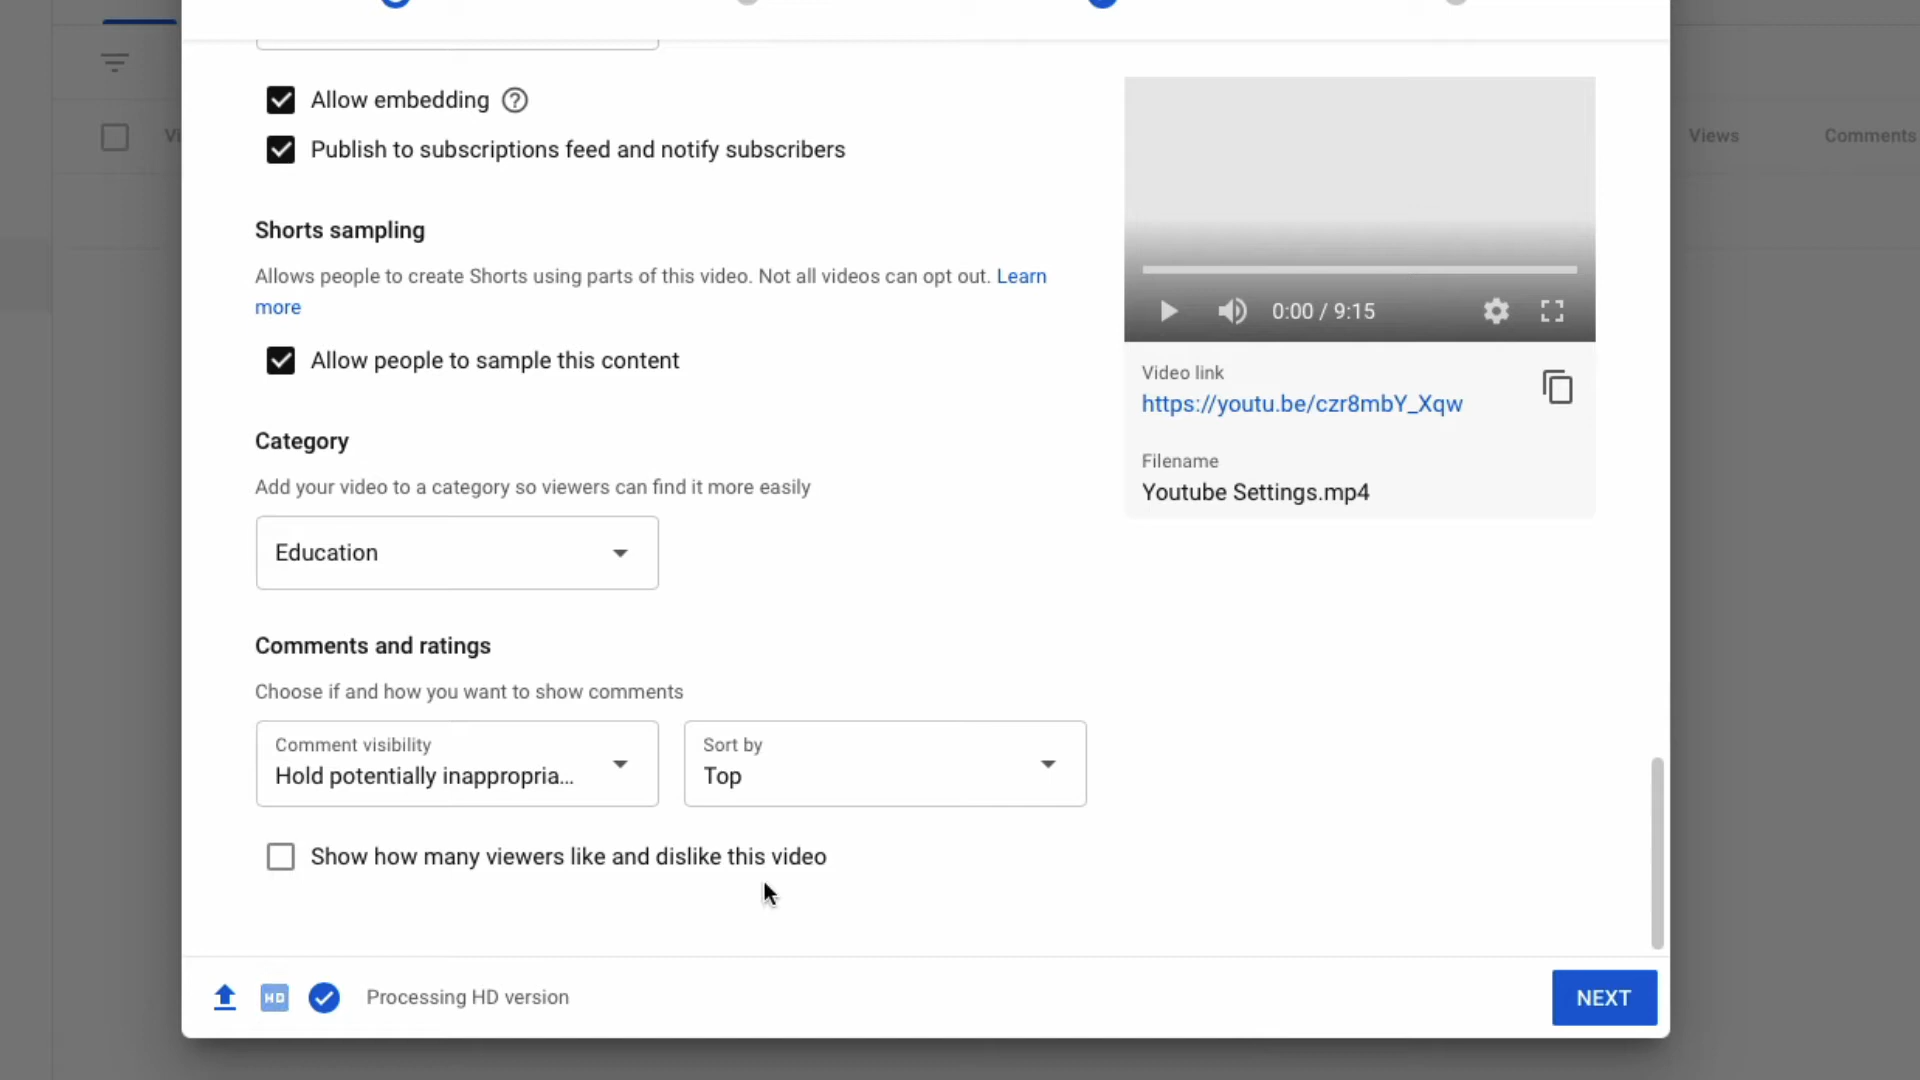 Allow embedding
Publish to subscriptions feed and notify subscribers
Shorts sampling
Allows people to create Shorts using parts of this video. Not all videos can opt out. Learn
more
Allow people to sample this content
Category
Add your video to a category so viewers can find it more easily
Education
Comments and ratings
Choose if and how you want to show comments
Comment visibility
Hold potentially inappropria...
Sort by
Top
Show how many viewers like and dislike this video
0:00 / 9:15
Video link
https://youtu.be/czr8mbY_Xqw
Filename
Youtube Settings.mp4
Views
Comments
HD
Processing HD version
NEXT